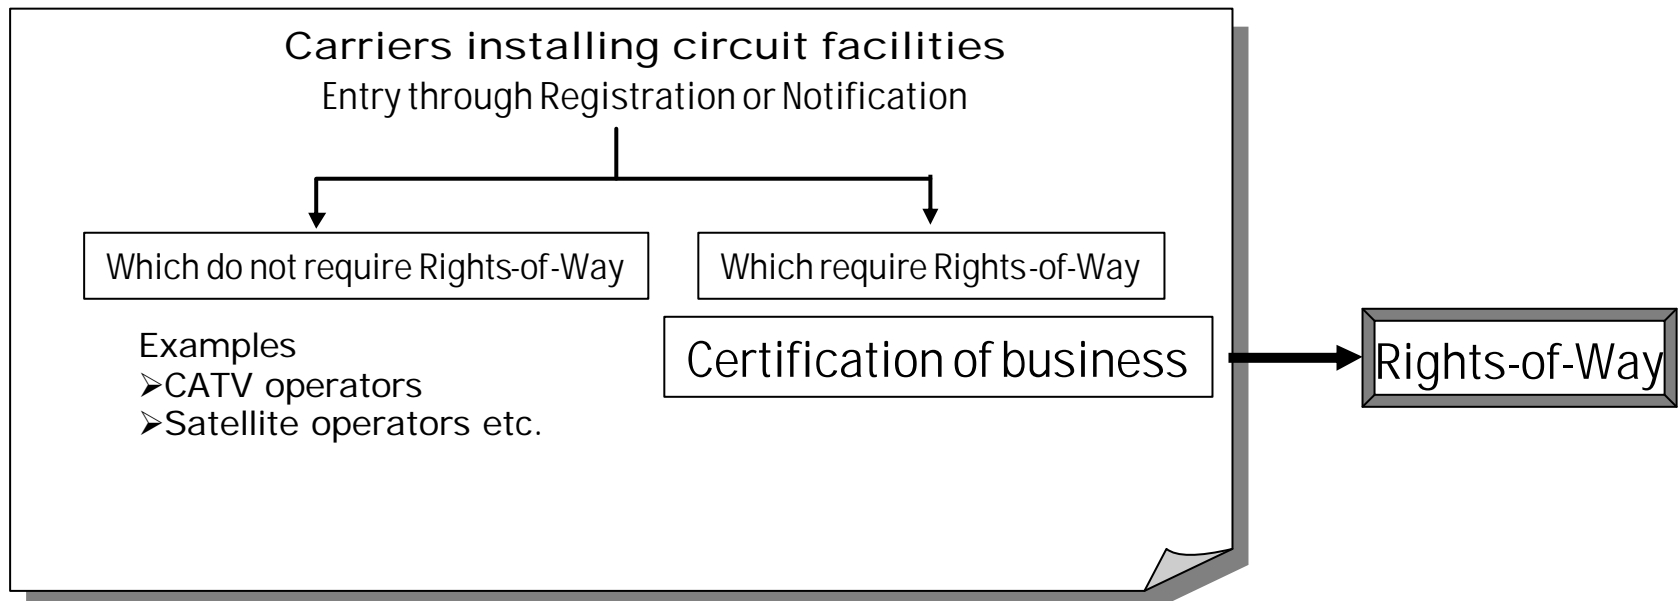 Carriers installing circuit facilities
Entry through Registration or Notification
Which do not require Rights-of-Way
Which require Rights-of-Way
Examples
➢CATV operators
➢Satellite operators etc.
Certification of business
Rights-of-Way